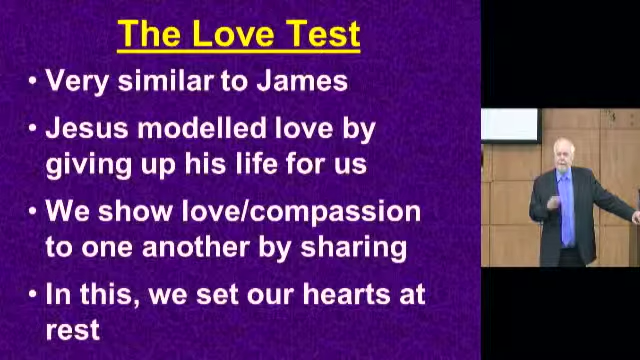 The Love Test
• Very similar to James
• Jesus modelled love by
giving up his life for us
• We show love/compassion
to one another by sharing
• In this, we set our hearts at
rest